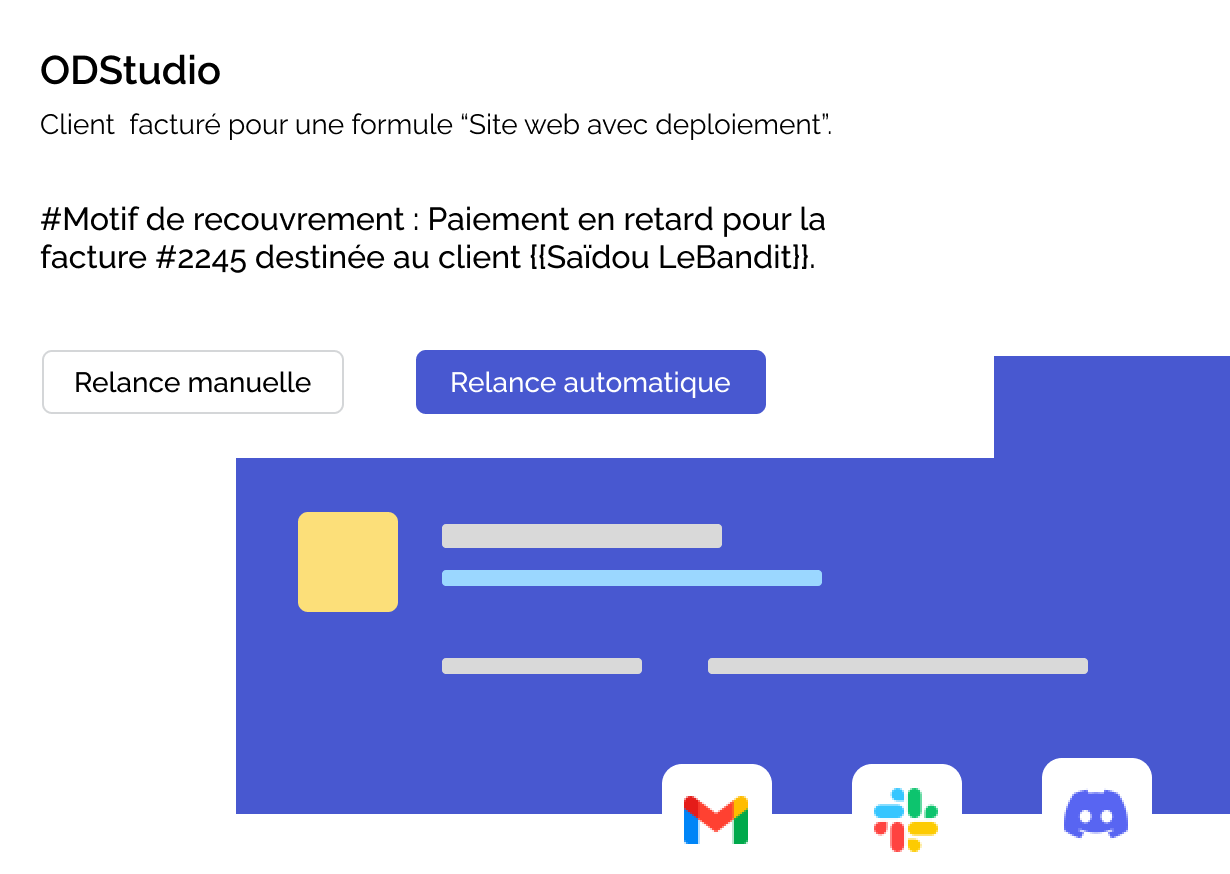 ODStudio
Client  facturé pour une formule “Site web avec deploiement”.
#Motif de recouvrement : Paiement en retard pour la
facture #2245 destinée au client {{Saïdou LeBandit}}.
Relance manuelle
Relance automatique